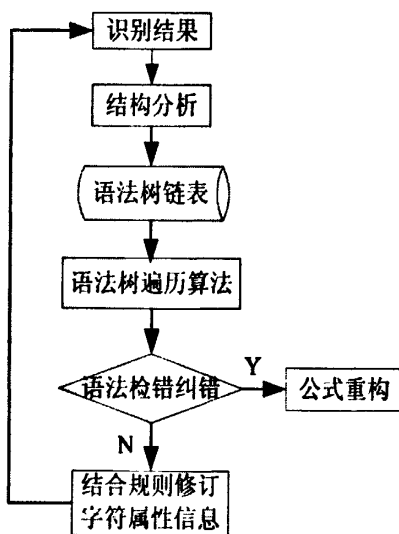 识别结果
结构分析
语法树链表
语法树遍历算法
语法检错纠错
Y
公式重构
N
结合规则修订
字符属性信息